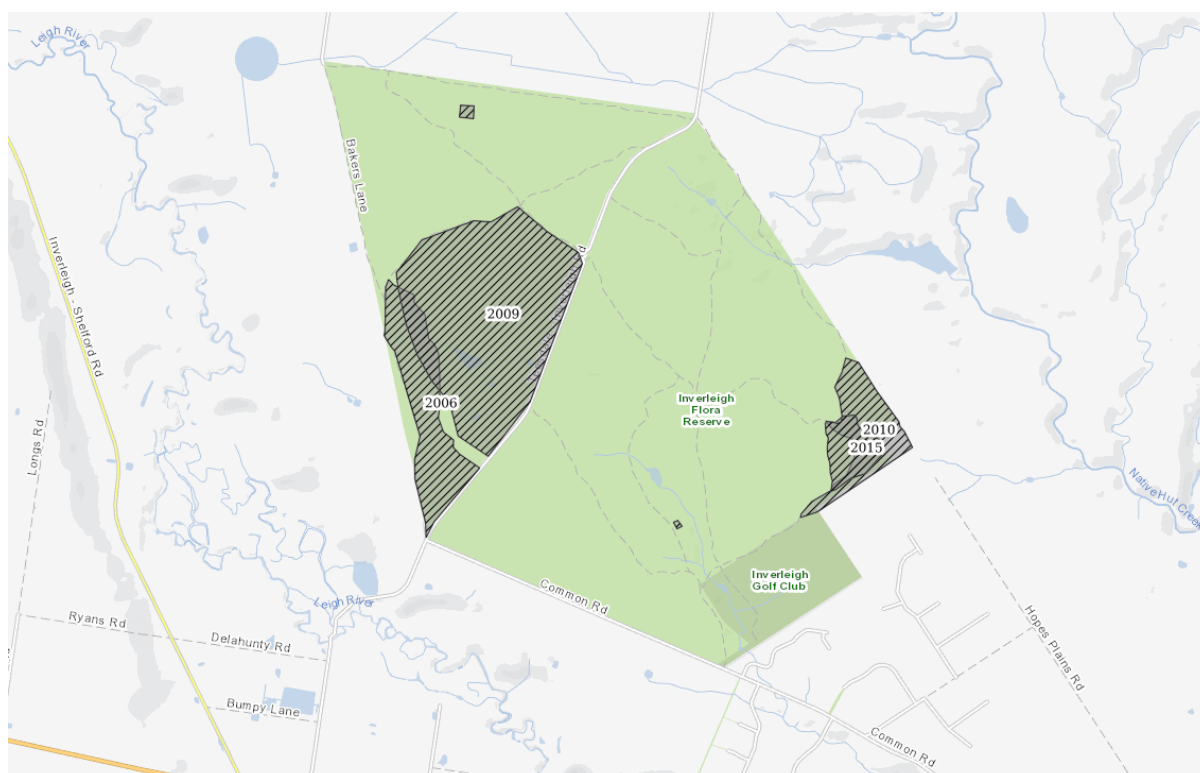 Leigh River
Bakers Lane
Inverleigh - Shelford Rd
d
2009
2006
Inverleigh
Flora
Reserve
2010
2015
Longs Rd
Native Hut Creek
Inverleigh
Golf Club
Common Rd
Leigh River
Ryans Rd
Delahunty Rd
Hopes Plains Rd
Bumpy Lane
Common Rd